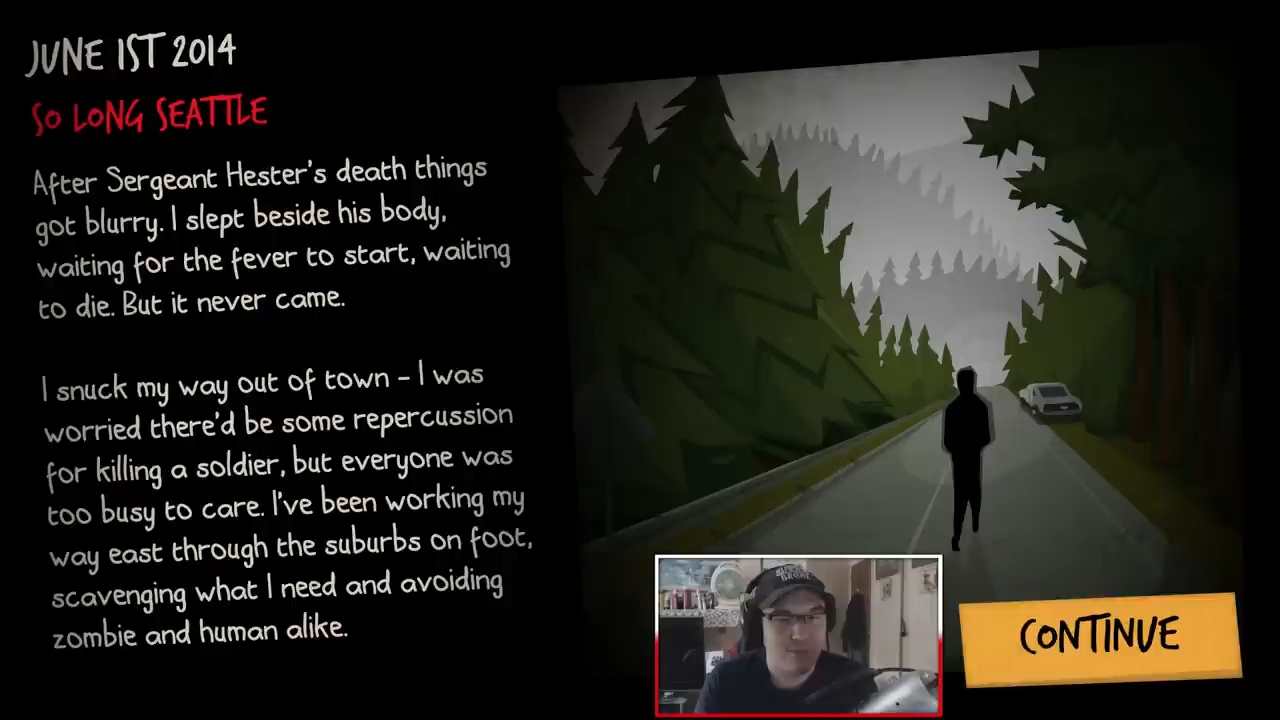 JUNE 1ST 2014
SO LONG SEATTLE
After Sergeant Hester's death things
got blurry. I slept beside his body,
waiting for the fever to start, waiting
to die. But it never came.
I snuck my way out of town – I was
worried there'd be some repercussion
for killing a soldier, but everyone was
too busy to care. I've been working my
way east through the suburbs on foot,
scavenging what I need and avoiding
zombie and human alike.
CONTINUE